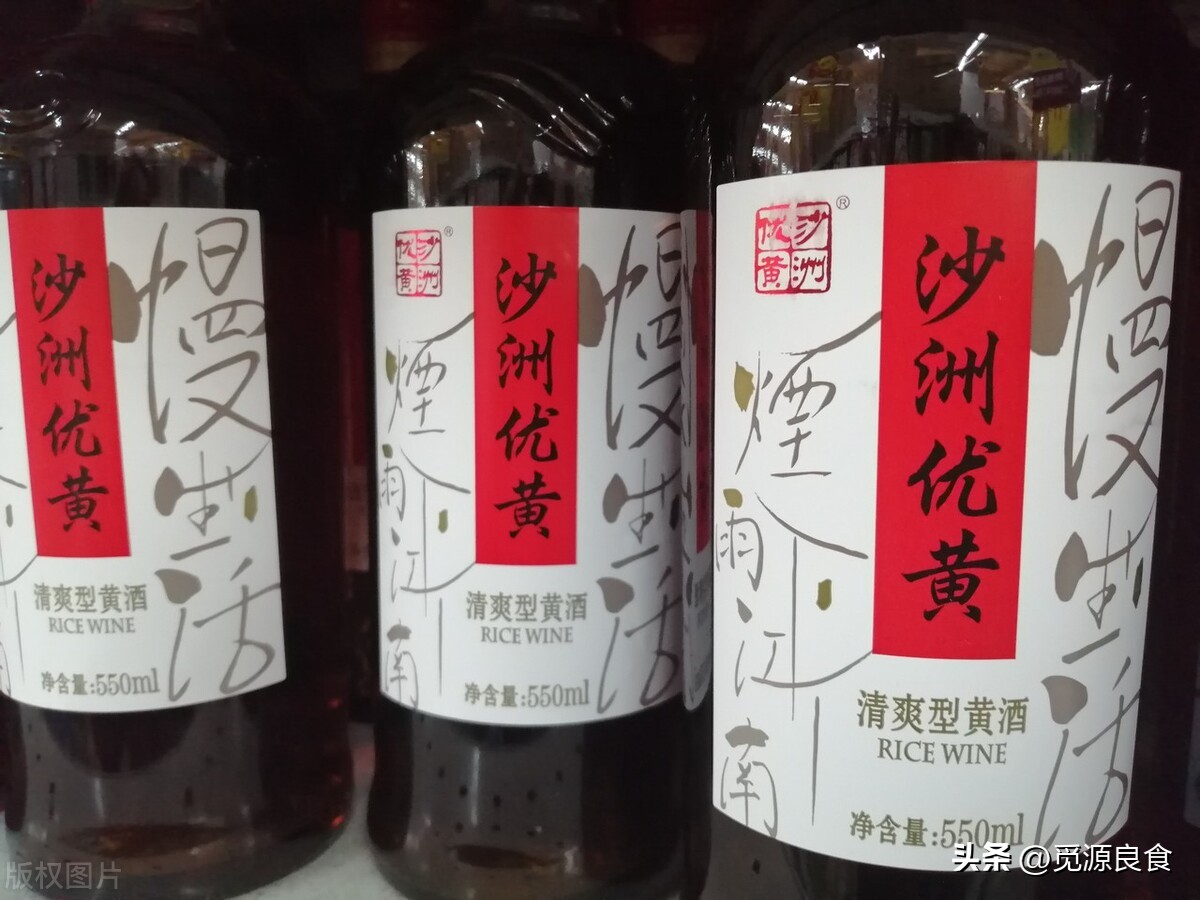 沙洲优黄
慢生活
清爽型黄酒
RICE WINE
净含量:550ml
沙洲优黄
®
沙洲优黄
煙雨江南
慢生活
清爽型黄酒
RICE WINE
净含量:550ml
沙洲优黄
®
沙洲优黄
煙雨江南
慢生活
清爽型黄酒
RICE WINE
净含量:550ml
版权图片
头条 @觅源良食